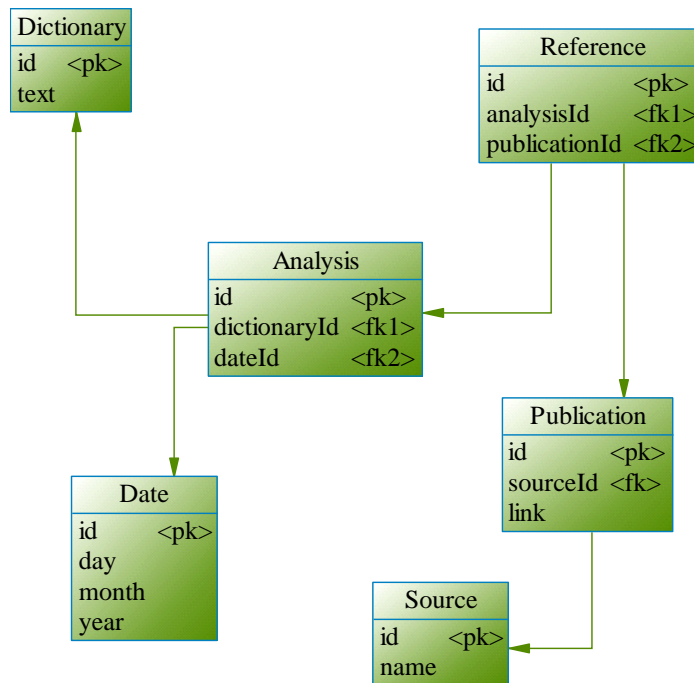 Dictionary
id <pk>
text
Reference
id <pk>
analysisId <fk1>
publicationId <fk2>
Analysis
id <pk>
dictionaryId <fk1>
dateId <fk2>
Publication
id <pk>
sourceId <fk>
link
Date
id <pk>
day
month
year
Source
id <pk>
name